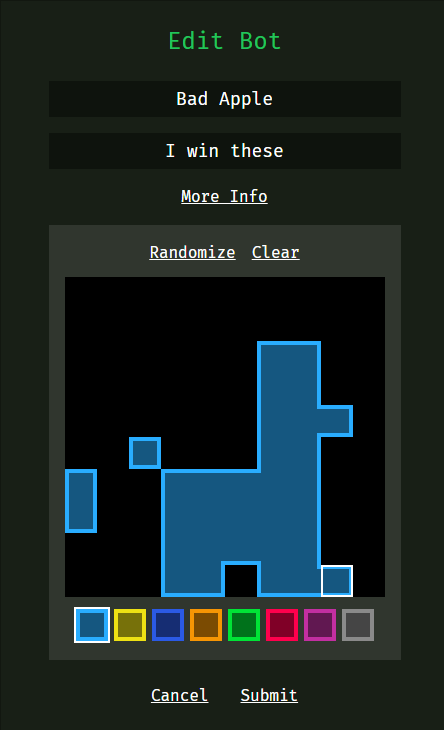 Edit Bot
Bad Apple
I win these
More Info
Randomize Clear
Cancel Submit